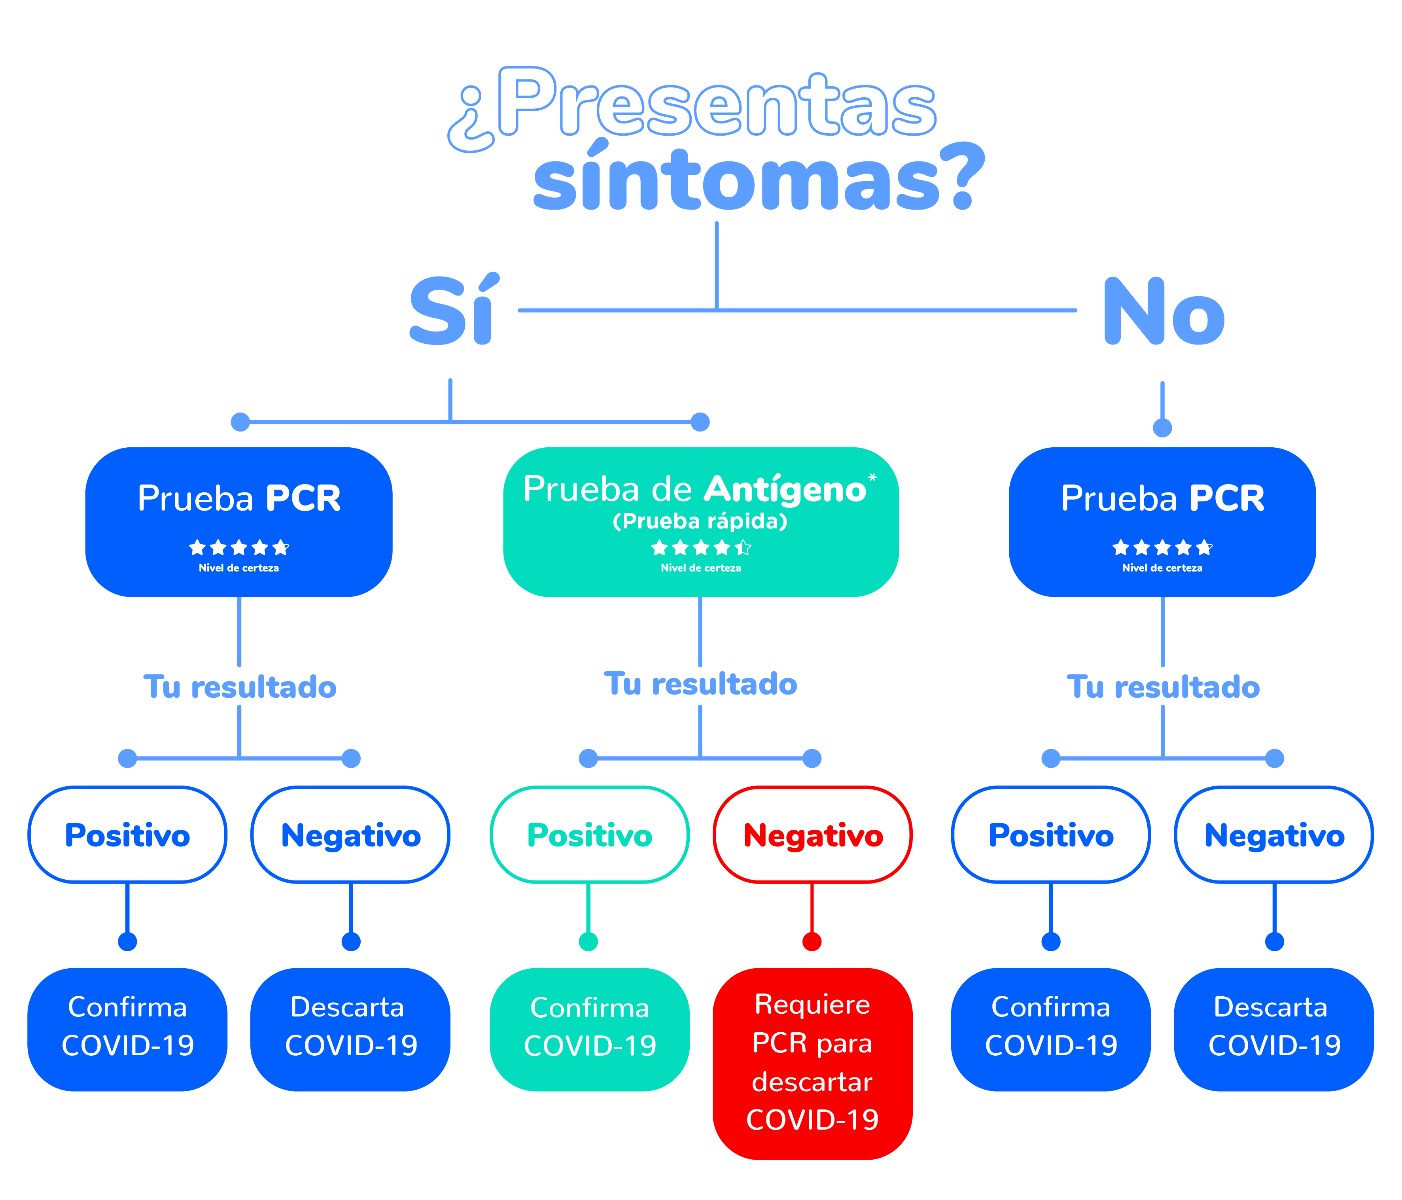 ¿Presentas
síntomas?
Sí
No
Prueba PCR
Nivel de certeza
Prueba de Antígeno*
(Prueba rápida)
Nivel de certeza
Prueba PCR
Nivel de certeza
Tu resultado
Tu resultado
Tu resultado
Positivo
Negativo
Positivo
Negativo
Positivo
Negativo
Confirma
COVID-19
Descarta
COVID-19
Confirma
COVID-19
Requiere
PCR para
descartar
COVID-19
Confirma
COVID-19
Descarta
COVID-19